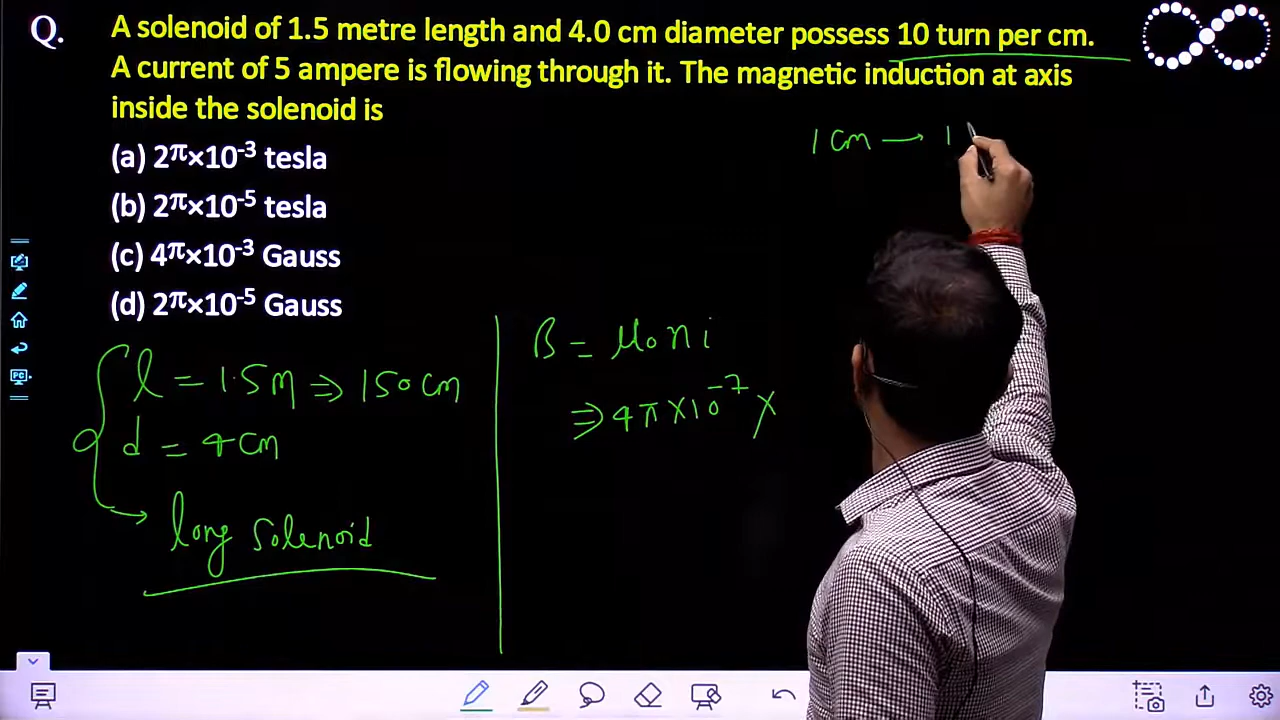 Q. A solenoid of 1.5 metre length and 4.0 cm diameter possess 10 turn per cm.
A current of 5 ampere is flowing through it. The magnetic induction at axis
inside the solenoid is
(a) 2π×10⁻³ tesla
(b) 2π×10⁻⁵ tesla
(c) 4π×10⁻³ Gauss
(d) 2π×10⁻⁵ Gauss
1 cm → 1
l = 1.5m ⇒ 150 cm
d = 4 cm
long solenoid
B = μ₀ n i
⇒ 4π×10⁻⁷ ×